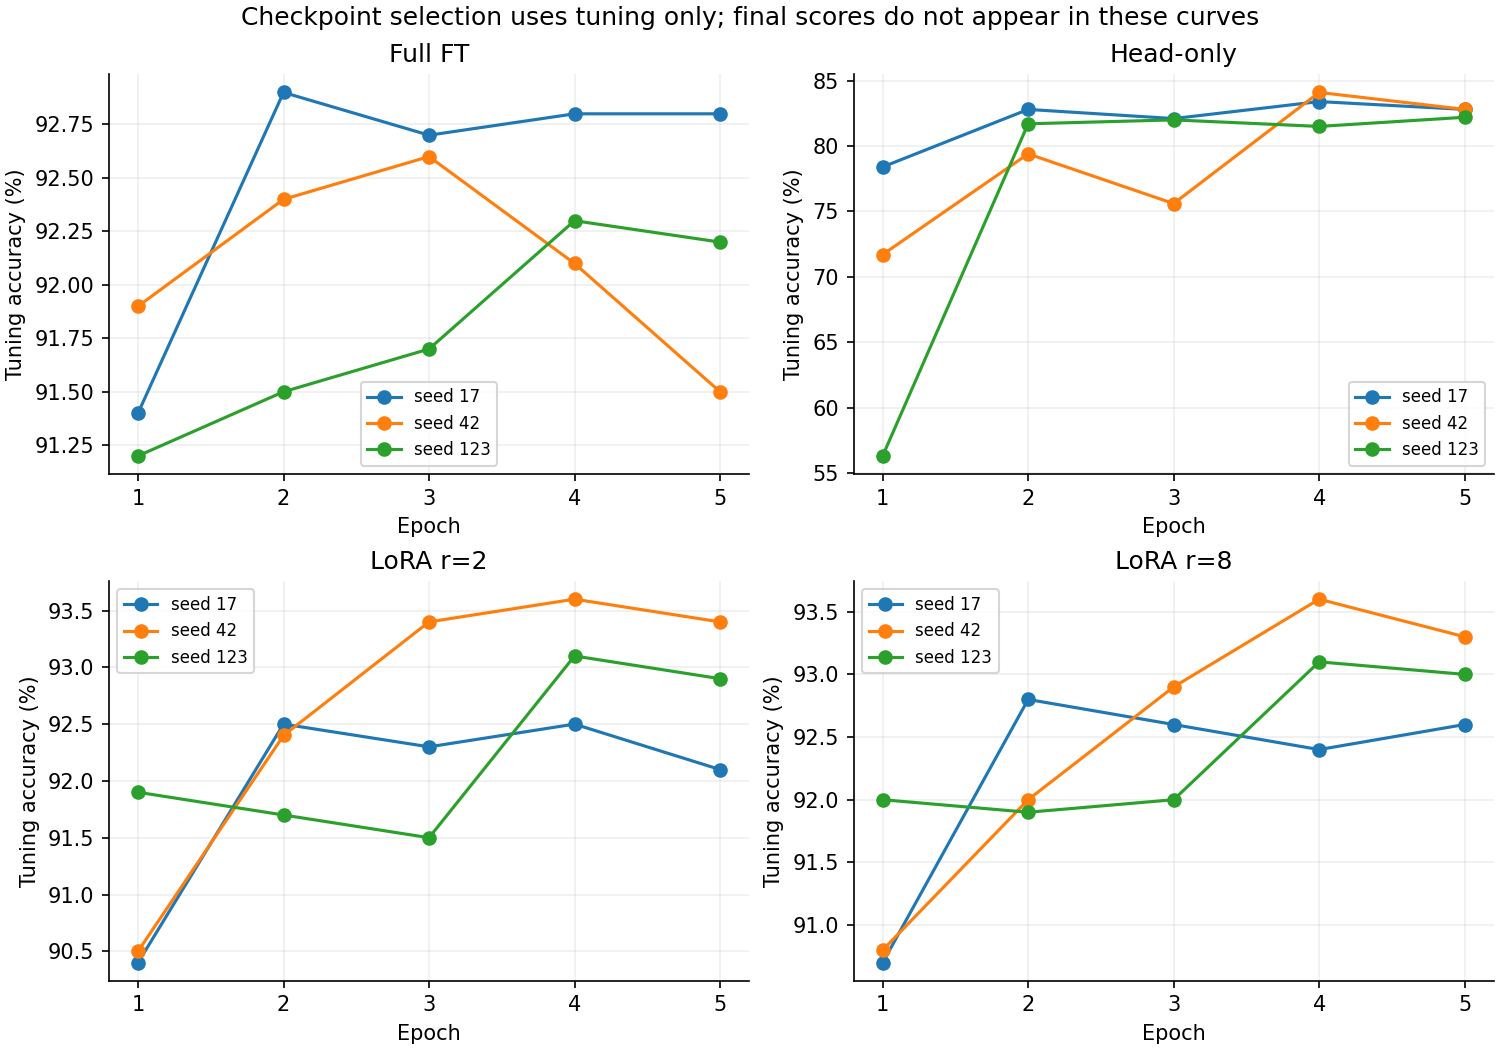 Checkpoint selection uses tuning only; final scores do not appear in these curves
Full FT
Tuning accuracy (%)
92.75
92.50
92.25
92.00
91.75
91.50
91.25
seed 17
seed 42
seed 123
1 2 3 4 5
Epoch
Head-only
Tuning accuracy (%)
85
80
75
70
65
60
55
seed 17
seed 42
seed 123
1 2 3 4 5
Epoch
LoRA r=2
Tuning accuracy (%)
93.5
93.0
92.5
92.0
91.5
91.0
90.5
seed 17
seed 42
seed 123
1 2 3 4 5
Epoch
LoRA r=8
Tuning accuracy (%)
93.5
93.0
92.5
92.0
91.5
91.0
seed 17
seed 42
seed 123
1 2 3 4 5
Epoch